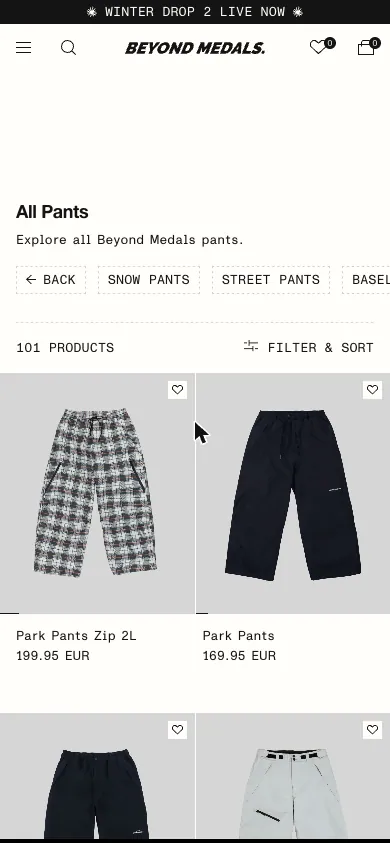 WINTER DROP 2 LIVE NOW
BEYOND MEDALS.
0
0
All Pants
Explore all Beyond Medals pants.
← BACK
SNOW PANTS
STREET PANTS
BASEL
101 PRODUCTS
FILTER & SORT
Park Pants Zip 2L
199.95 EUR
Park Pants
169.95 EUR